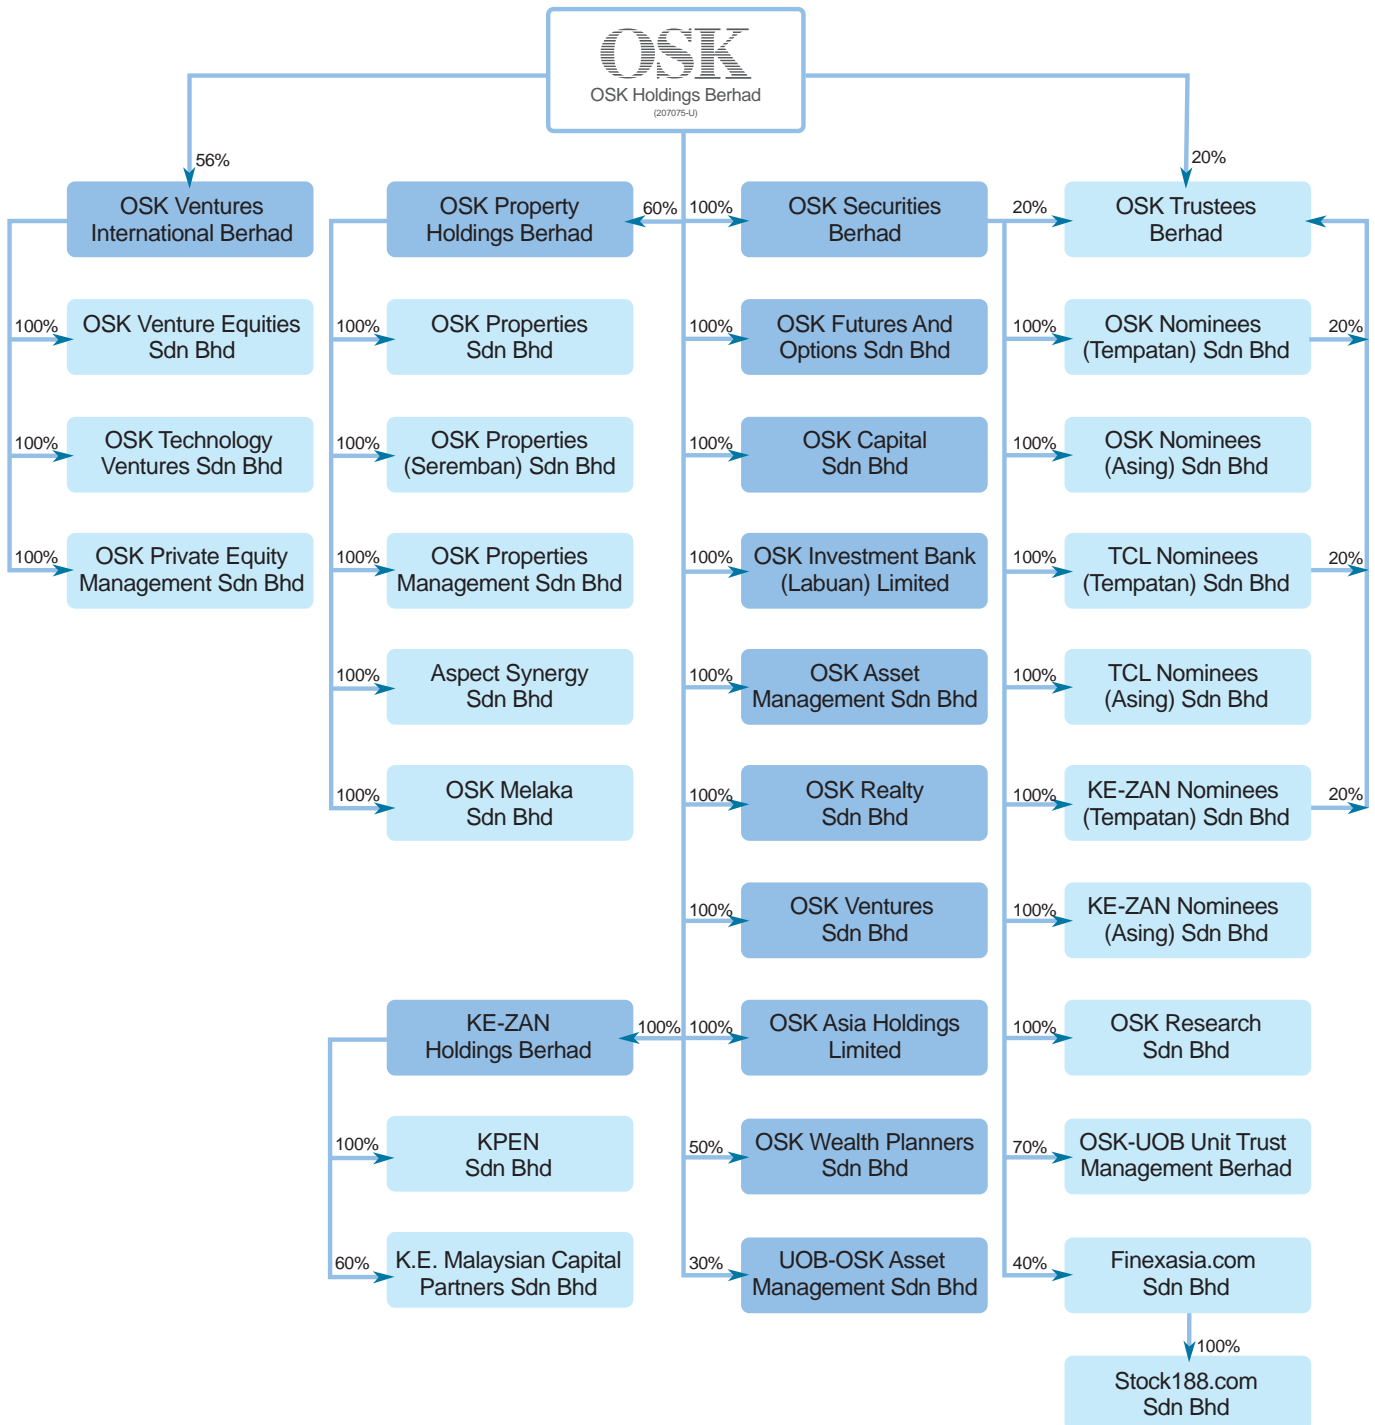 OSK
OSK Holdings Berhad
(207075-U)
56%
20%
OSK Ventures
International Berhad
OSK Property
Holdings Berhad
60%
100%
OSK Securities
Berhad
20%
OSK Trustees
Berhad
100%
OSK Venture Equities
Sdn Bhd
100%
OSK Properties
Sdn Bhd
100%
OSK Futures And
Options Sdn Bhd
100%
OSK Nominees
(Tempatan) Sdn Bhd
20%
100%
OSK Technology
Ventures Sdn Bhd
100%
OSK Properties
(Seremban) Sdn Bhd
100%
OSK Capital
Sdn Bhd
100%
OSK Nominees
(Asing) Sdn Bhd
100%
OSK Private Equity
Management Sdn Bhd
100%
OSK Properties
Management Sdn Bhd
100%
OSK Investment Bank
(Labuan) Limited
100%
TCL Nominees
(Tempatan) Sdn Bhd
20%
100%
Aspect Synergy
Sdn Bhd
100%
OSK Asset
Management Sdn Bhd
100%
TCL Nominees
(Asing) Sdn Bhd
100%
OSK Melaka
Sdn Bhd
100%
OSK Realty
Sdn Bhd
100%
KE-ZAN Nominees
(Tempatan) Sdn Bhd
20%
100%
OSK Ventures
Sdn Bhd
100%
KE-ZAN Nominees
(Asing) Sdn Bhd
KE-ZAN
Holdings Berhad
100%
100%
OSK Asia Holdings
Limited
100%
OSK Research
Sdn Bhd
100%
KPEN
Sdn Bhd
50%
OSK Wealth Planners
Sdn Bhd
70%
OSK-UOB Unit Trust
Management Berhad
60%
K.E. Malaysian Capital
Partners Sdn Bhd
30%
UOB-OSK Asset
Management Sdn Bhd
40%
Finexasia.com
Sdn Bhd
100%
Stock188.com
Sdn Bhd